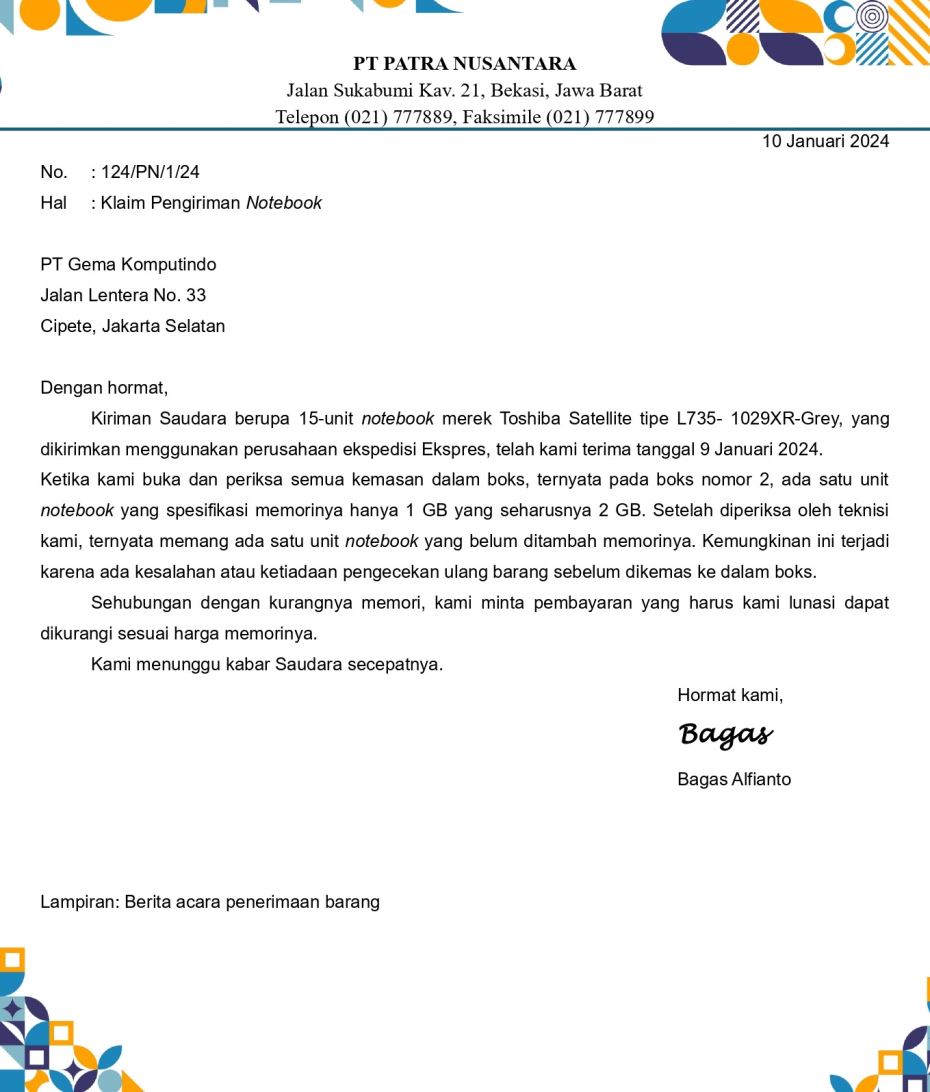 PT PATRA NUSANTARA
Jalan Sukabumi Kav. 21, Bekasi, Jawa Barat
Telepon (021) 777889, Faksimile (021) 777899
10 Januari 2024
No. : 124/PN/1/24
Hal : Klaim Pengiriman Notebook
PT Gema Komputindo
Jalan Lentera No. 33
Cipete, Jakarta Selatan
Dengan hormat,
Kiriman Saudara berupa 15-unit notebook merek Toshiba Satellite tipe L735- 1029XR-Grey, yang
dikirimkan menggunakan perusahaan ekspedisi Ekspres, telah kami terima tanggal 9 Januari 2024.
Ketika kami buka dan periksa semua kemasan dalam boks, ternyata pada boks nomor 2, ada satu unit
notebook yang spesifikasi memorinya hanya 1 GB yang seharusnya 2 GB. Setelah diperiksa oleh teknisi
kami, ternyata memang ada satu unit notebook yang belum ditambah memorinya. Kemungkinan ini terjadi
karena ada kesalahan atau ketiadaan pengecekan ulang barang sebelum dikemas ke dalam boks.
Sehubungan dengan kurangnya memori, kami minta pembayaran yang harus kami lunasi dapat
dikurangi sesuai harga memorinya.
Kami menunggu kabar Saudara secepatnya.
Hormat kami,
Bagas
Bagas Alfianto
Lampiran: Berita acara penerimaan barang